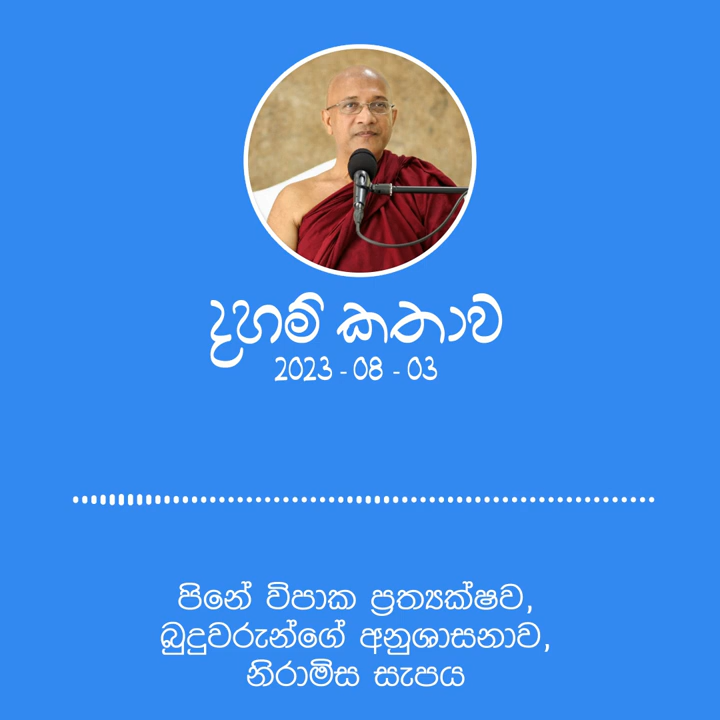 දහම් කතාව
2023 - 08 - 03
පිනේ විපාක ප්‍රත්‍යක්ෂව,
බුදුවරුන්ගේ අනුශාසනාව,
නිරාමිස සැපය